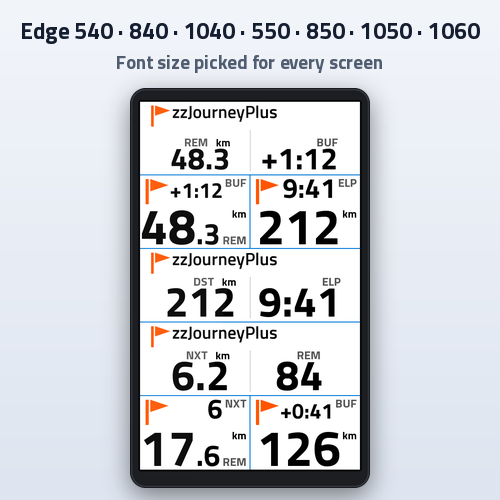 Edge 540 · 840 · 1040 · 550 · 850 · 1050 · 1060
Font size picked for every screen
zzJourneyPlus
REM km BUF
48.3 +1:12
+1:12 BUF 9:41 ELP
48.3 km REM 212 km
zzJourneyPlus
DST km ELP
212 9:41
zzJourneyPlus
NXT km REM
6.2 84
6 NXT +0:41 BUF
17.6 km REM 126 km